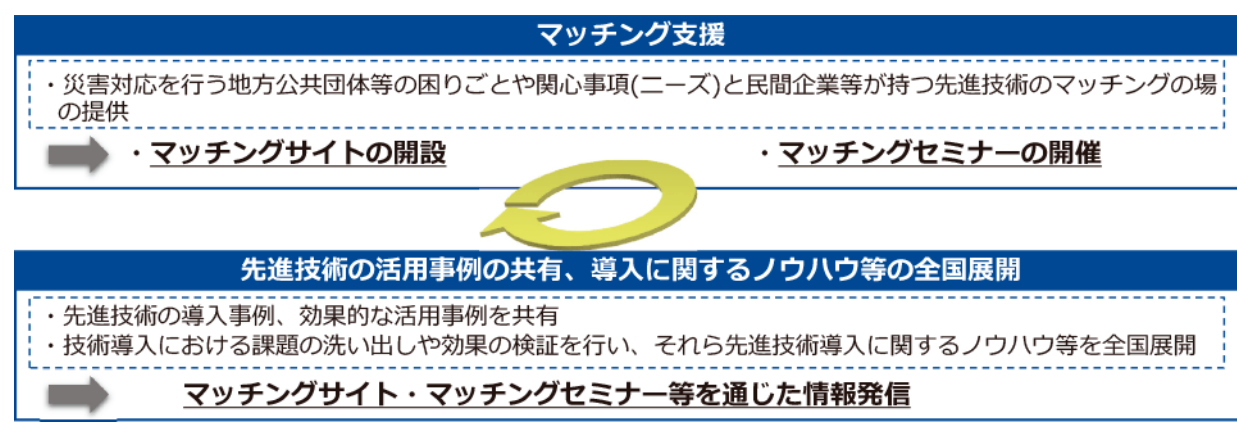 マッチング支援
・災害対応を行う地方公共団体等の困りごとや関心事項(ニーズ)と民間企業等が持つ先進技術のマッチングの場
の提供
・マッチングサイトの開設 ・マッチングセミナーの開催
先進技術の活用事例の共有、導入に関するノウハウ等の全国展開
・先進技術の導入事例、効果的な活用事例を共有
・技術導入における課題の洗い出しや効果の検証を行い、それら先進技術導入に関するノウハウ等を全国展開
マッチングサイト・マッチングセミナー等を通じた情報発信